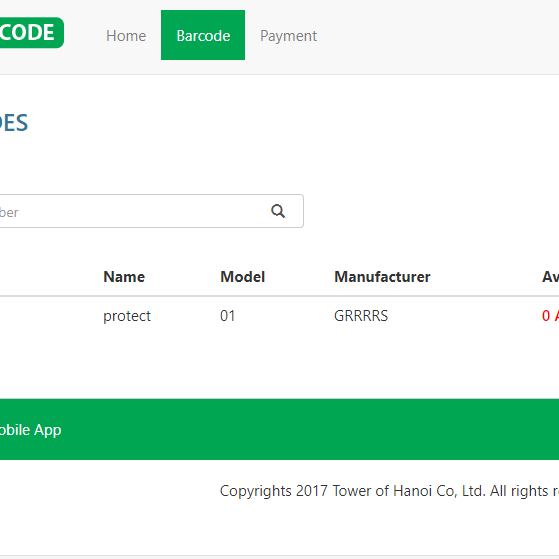 CODE Home Barcode Payment
DES
ber
Name Model Manufacturer Av
protect 01 GRRRRS 0 A
obile App
Copyrights 2017 Tower of Hanoi Co, Ltd. All rights r